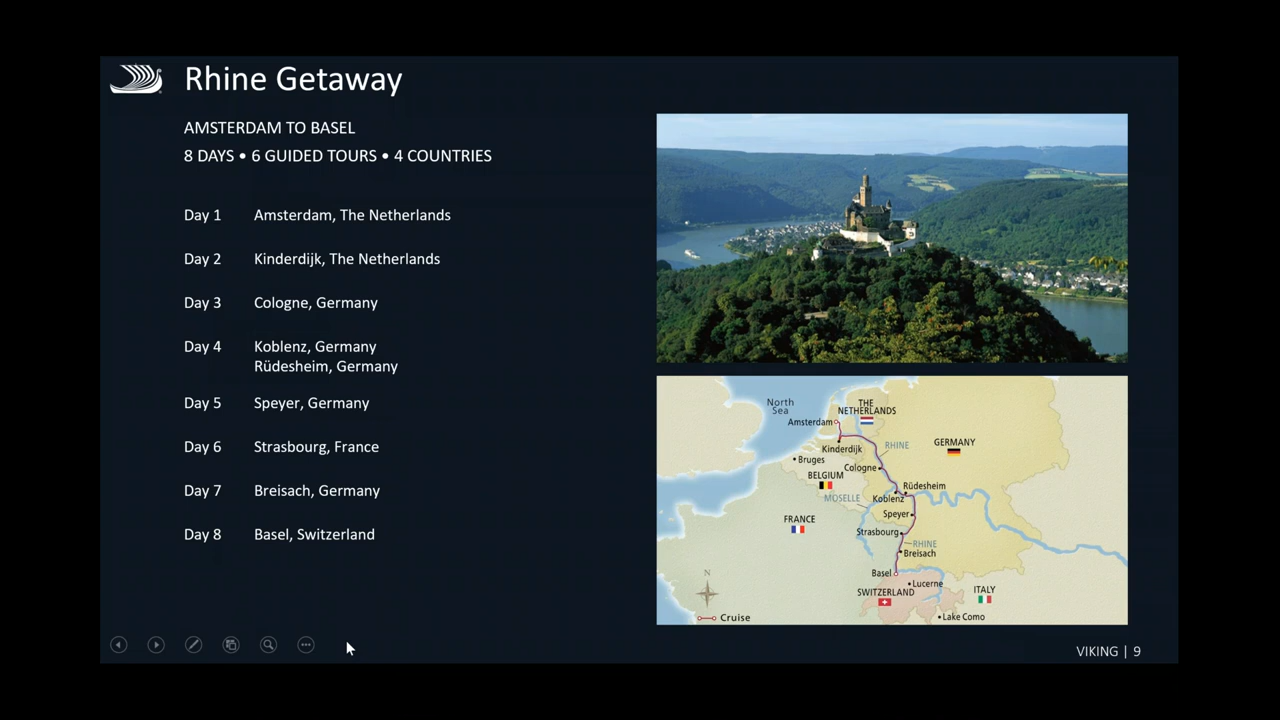 Rhine Getaway
AMSTERDAM TO BASEL
8 DAYS • 6 GUIDED TOURS • 4 COUNTRIES
Day 1 Amsterdam, The Netherlands
Day 2 Kinderdijk, The Netherlands
Day 3 Cologne, Germany
Day 4 Koblenz, Germany
Rüdesheim, Germany
Day 5 Speyer, Germany
Day 6 Strasbourg, France
Day 7 Breisach, Germany
Day 8 Basel, Switzerland
North
Sea
THE
NETHERLANDS
Amsterdam
Kinderdijk
RHINE
GERMANY
Bruges
Cologne
BELGIUM
Rüdesheim
MOSELLE
Koblenz
Speyer
FRANCE
Strasbourg
RHINE
Breisach
Basel
N
Lucerne
SWITZERLAND
ITALY
Cruise
Lake Como
VIKING | 9